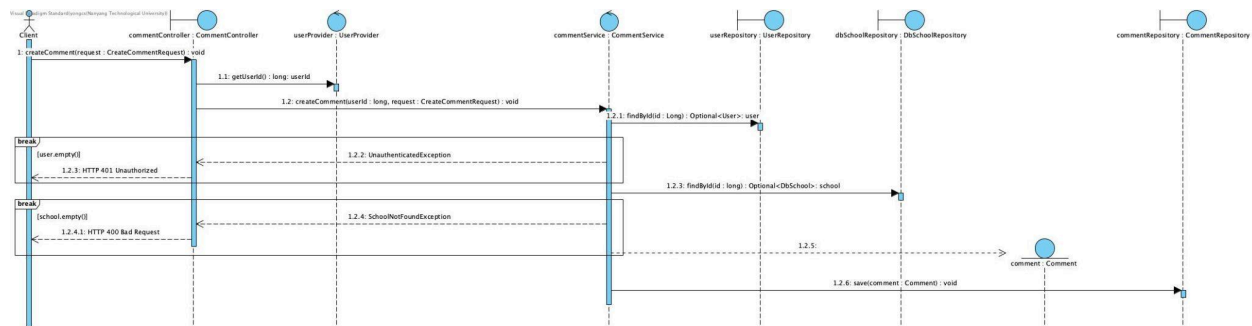 Visual Paradigm Standard(yongce(Nanyang Technological University))
Client
commentController : CommentController
userProvider : UserProvider
commentService : CommentService
userRepository : UserRepository
dbSchoolRepository : DbSchoolRepository
commentRepository : CommentRepository
1: createComment(request : CreateCommentRequest) : void
1.1: getUserId() : long: userId
1.2: createComment(userId : long, request : CreateCommentRequest) : void
1.2.1: findById(id : Long) : Optional<User>: user
break
[user.empty()]
1.2.2: UnauthenticatedException
1.2.3: HTTP 401 Unauthorized
1.2.3: findById(id : long) : Optional<DbSchool>: school
break
[school.empty()]
1.2.4: SchoolNotFoundException
1.2.4.1: HTTP 400 Bad Request
1.2.5:
comment : Comment
1.2.6: save(comment : Comment) : void